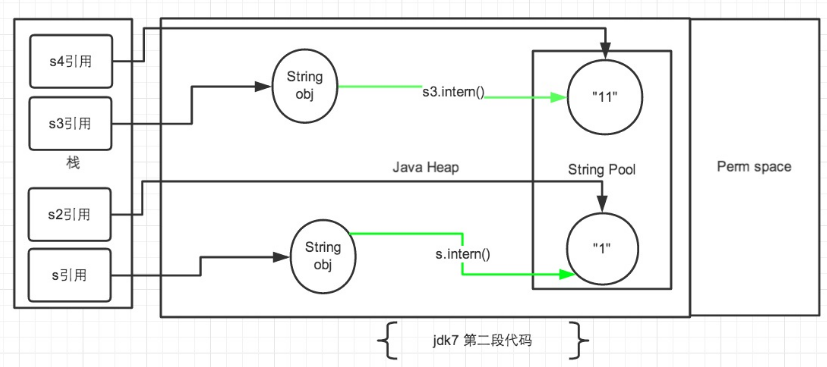 s4引用
s3引用
栈
s2引用
s引用
String
obj
s3.intern()
"11"
Java Heap
String Pool
Perm space
String
obj
s.intern()
"1"
jdk7 第二段代码